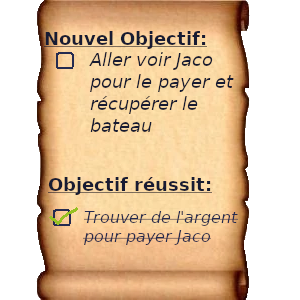 Nouvel Objectif:
Aller voir Jaco
pour le payer et
récupérer le
bateau
Objectif réussit:
Trouver de l'argent
pour payer Jaco